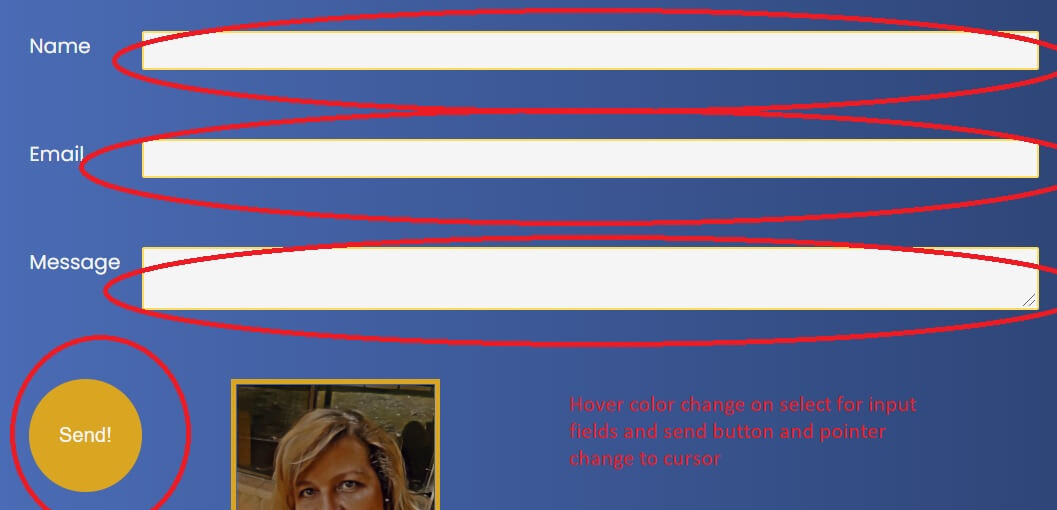 Name
Email
Message
Send!
Hover color change on select for input
fields and send button and pointer
change to cursor